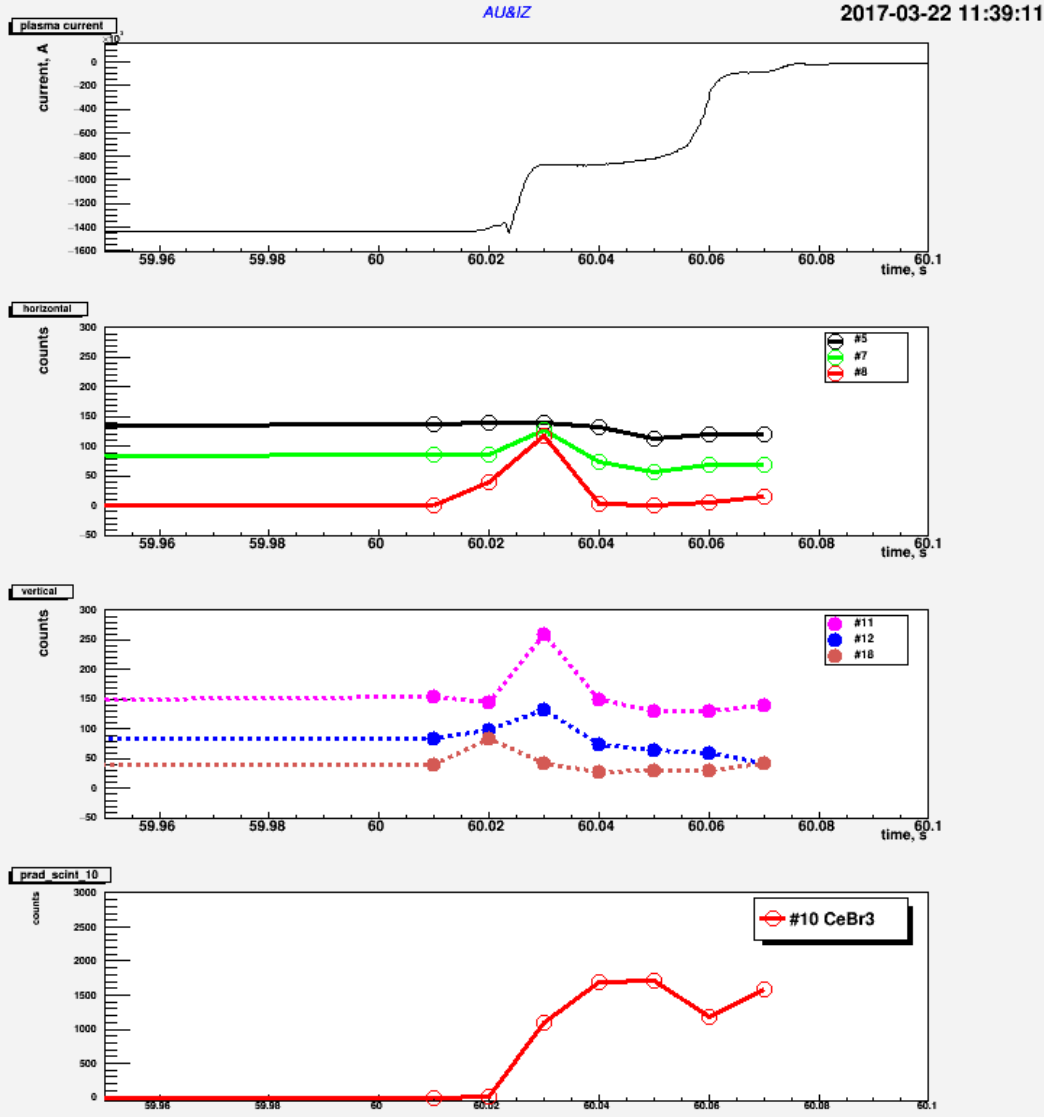 AU&IZ
2017-03-22 11:39:11
plasma current
×10³
current, A
0
−200
−400
−600
−800
−1000
−1200
−1400
−1600
59.96 59.98 60 60.02 60.04 60.06 60.08 60.1
time, s
horizontal
counts
300
250
200
150
100
50
0
−50
#5
#7
#8
59.96 59.98 60 60.02 60.04 60.06 60.08 60.1
time, s
vertical
counts
300
250
200
150
100
50
0
−50
#11
#12
#18
59.96 59.98 60 60.02 60.04 60.06 60.08 60.1
time, s
prad_scint_10
counts
3000
2500
2000
1500
1000
500
0
#10 CeBr3
59.96 59.98 60 60.02 60.04 60.06 60.08 60.1